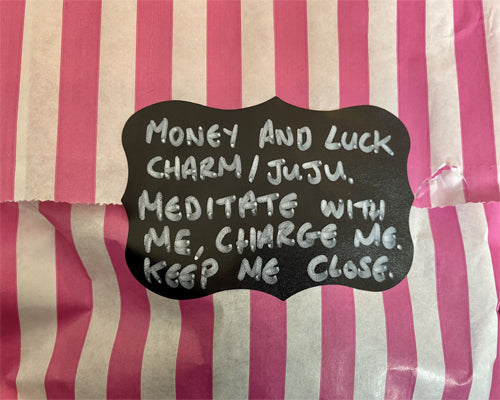 MONEY AND LUCK
CHARM/JUJU.
MEDITATE WITH
ME, CHARGE ME.
KEEP ME CLOSE.